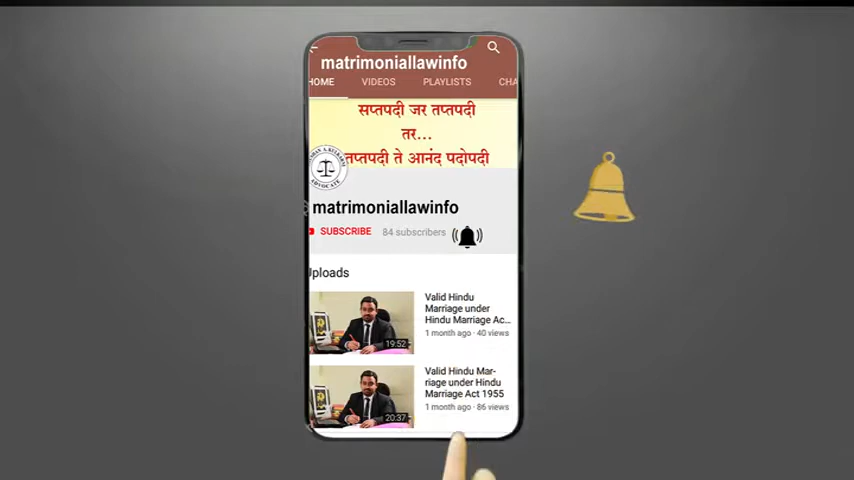 matrimoniallawinfo
HOME VIDEOS PLAYLISTS CHA
सप्तपदी जर तप्तपदी
तर...
तप्तपदी ते आनंद पदोपदी
ADVOCATE
matrimoniallawinfo
SUBSCRIBE 84 subscribers
Uploads
Valid Hindu
Marriage under
Hindu Marriage Ac...
1 month ago · 40 views
19:52
Valid Hindu Mar-
riage under Hindu
Marriage Act 1955
1 month ago · 86 views
20:37